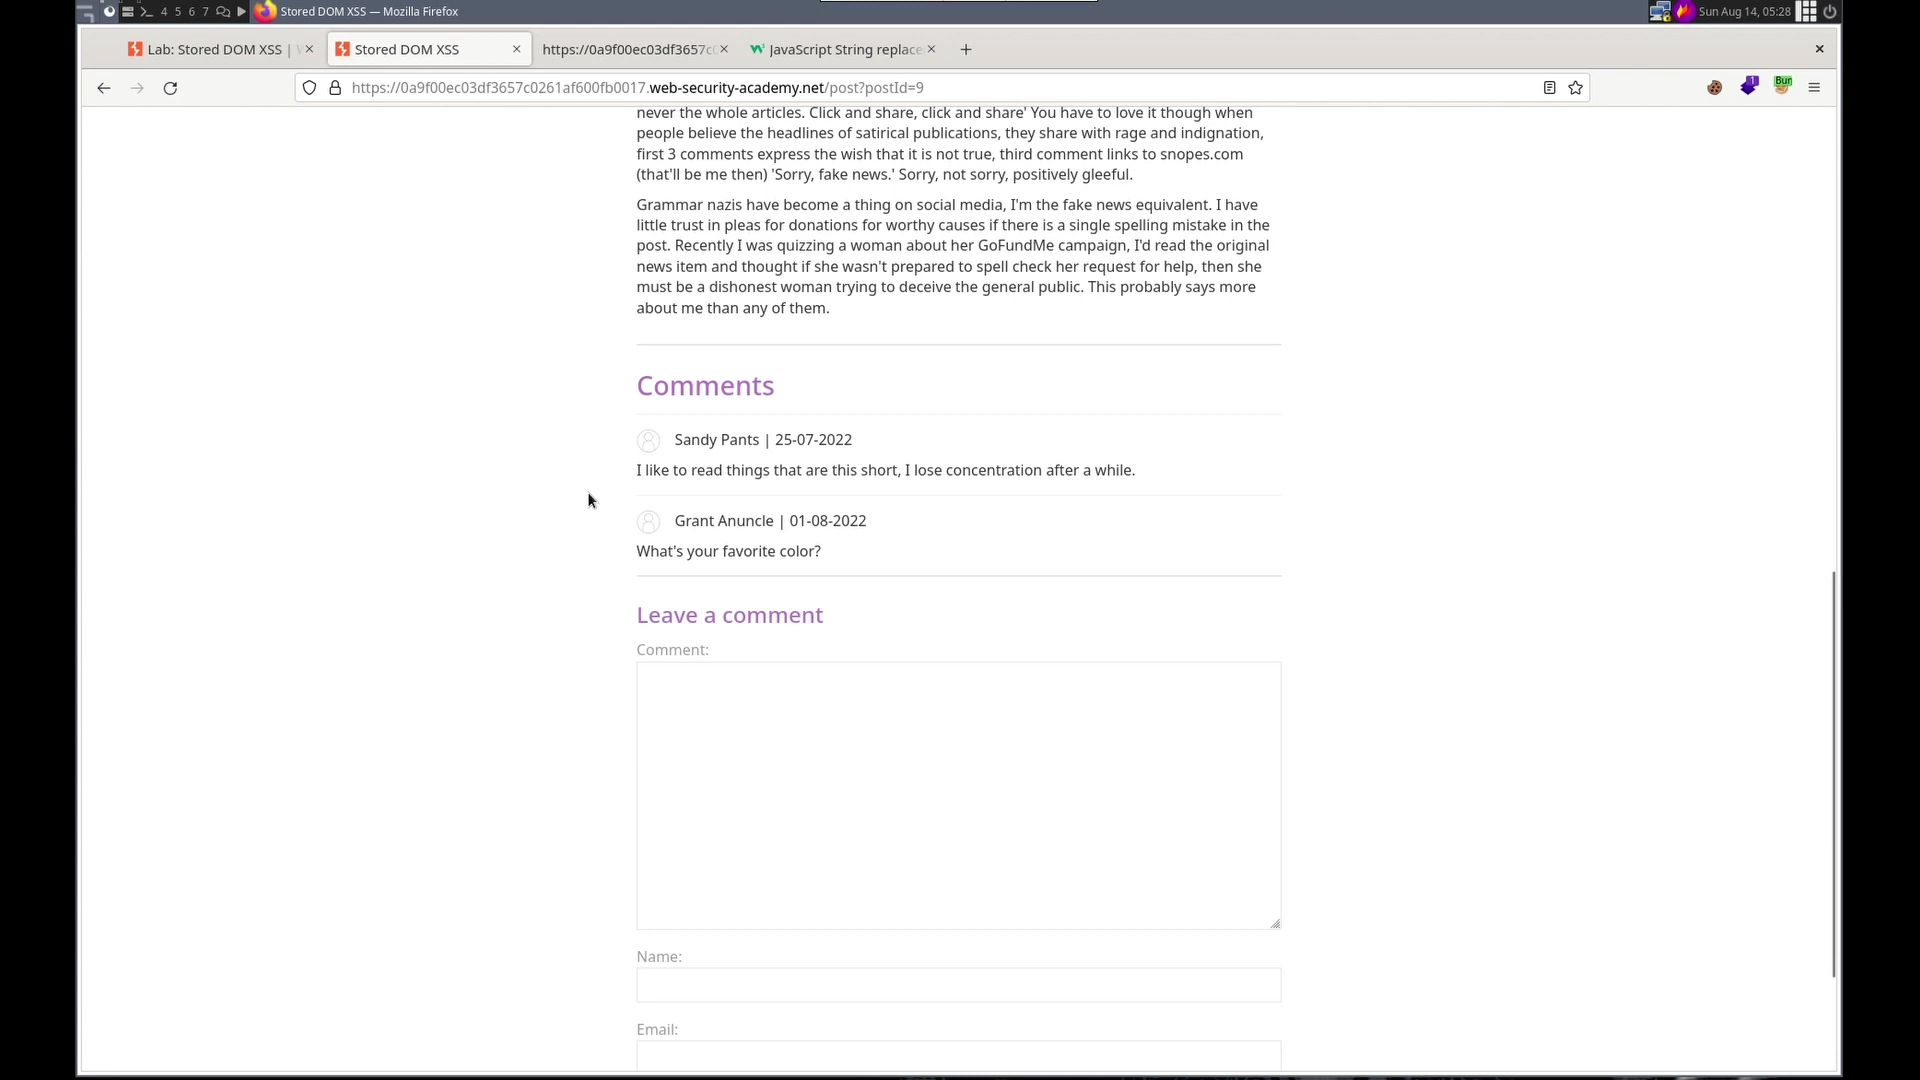 4 5 6 7 Stored DOM XSS — Mozilla Firefox Sun Aug 14, 05:28
Lab: Stored DOM XSS | Stored DOM XSS https://0a9f00ec03df3657c JavaScript String replace
https://0a9f00ec03df3657c0261af600fb0017.web-security-academy.net/post?postId=9 1 Bur
never the whole articles. Click and share, click and share' You have to love it though when
people believe the headlines of satirical publications, they share with rage and indignation,
first 3 comments express the wish that it is not true, third comment links to snopes.com
(that'll be me then) 'Sorry, fake news.' Sorry, not sorry, positively gleeful.
Grammar nazis have become a thing on social media, I'm the fake news equivalent. I have
little trust in pleas for donations for worthy causes if there is a single spelling mistake in the
post. Recently I was quizzing a woman about her GoFundMe campaign, I'd read the original
news item and thought if she wasn't prepared to spell check her request for help, then she
must be a dishonest woman trying to deceive the general public. This probably says more
about me than any of them.
Comments
Sandy Pants | 25-07-2022
I like to read things that are this short, I lose concentration after a while.
Grant Anuncle | 01-08-2022
What's your favorite color?
Leave a comment
Comment:
Name:
Email: